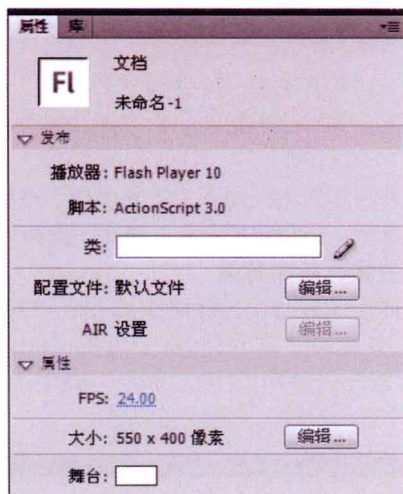 属性 库
Fl
文档
未命名-1
发布
播放器: Flash Player 10
脚本: ActionScript 3.0
类:
配置文件: 默认文件 编辑...
AIR 设置 编辑...
属性
FPS: 24.00
大小: 550 x 400 像素 编辑...
舞台: